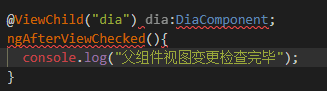 @ViewChild("dia") dia:DiaComponent;
ngAfterViewChecked(){
console.log("父组件视图变更检查完毕");
}